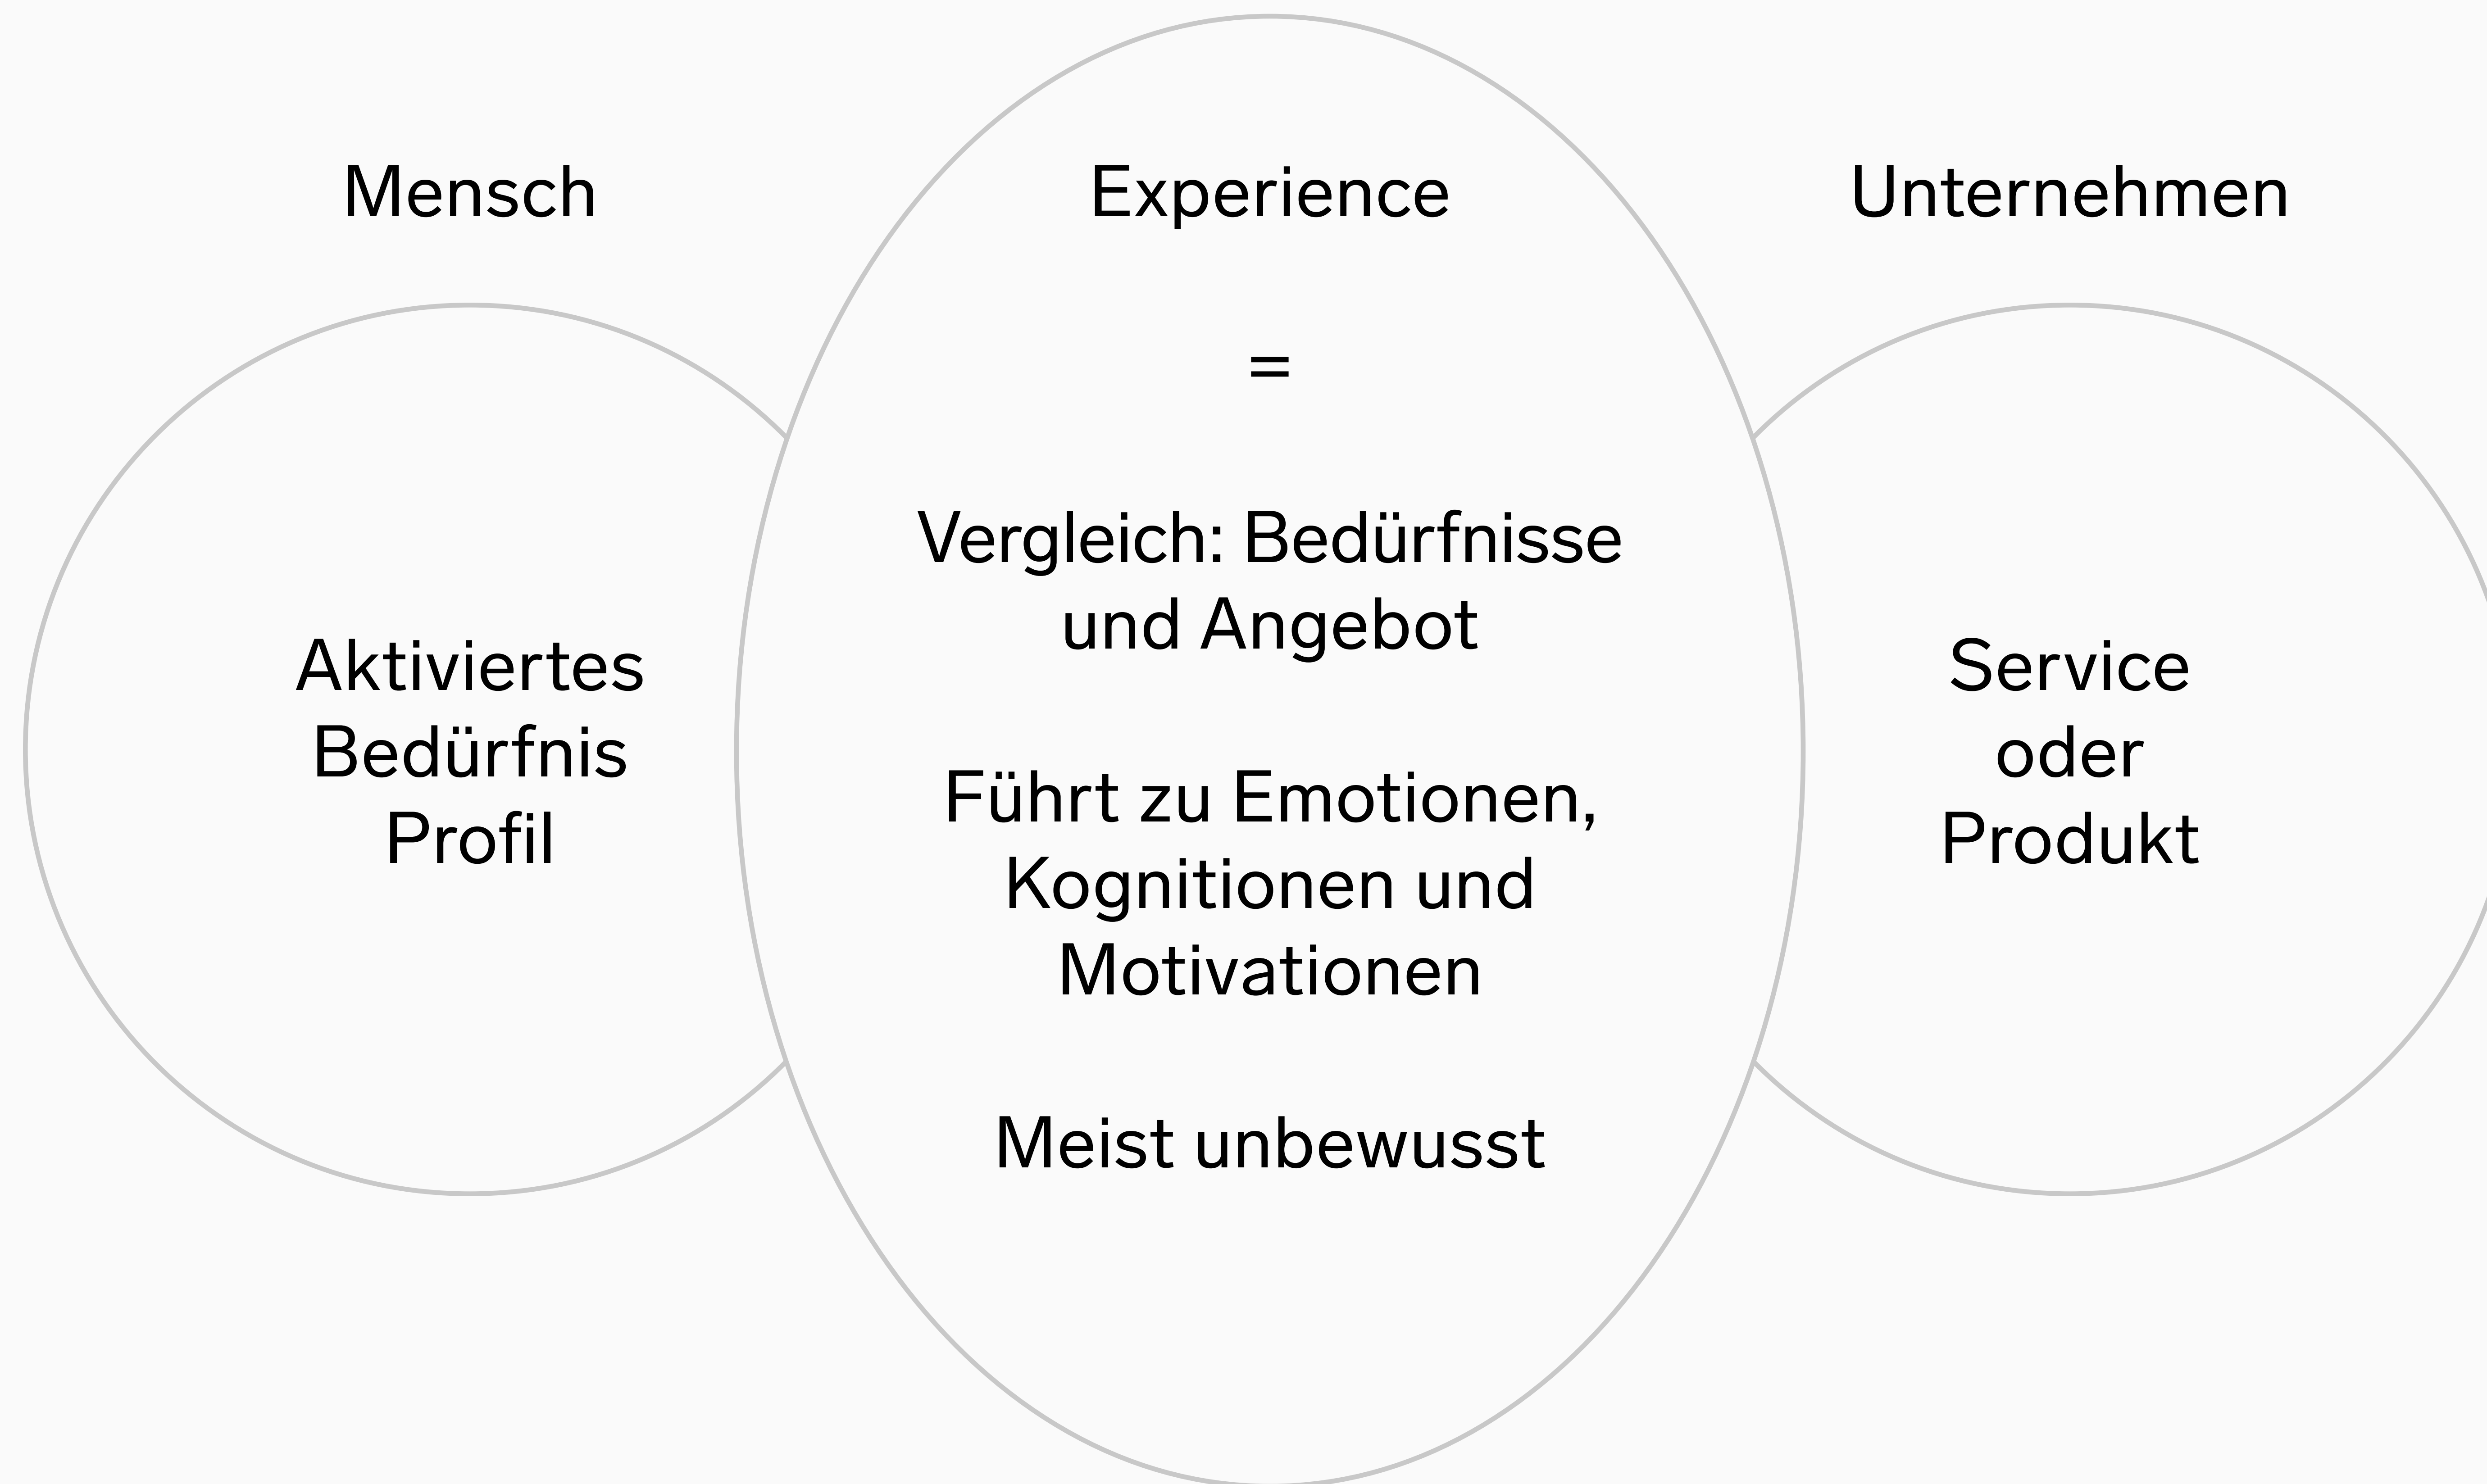 Mensch
Aktiviertes
Bedürfnis
Profil
Experience
=
Vergleich: Bedürfnisse
und Angebot
Führt zu Emotionen,
Kognitionen und
Motivationen
Meist unbewusst
Unternehmen
Service
oder
Produkt